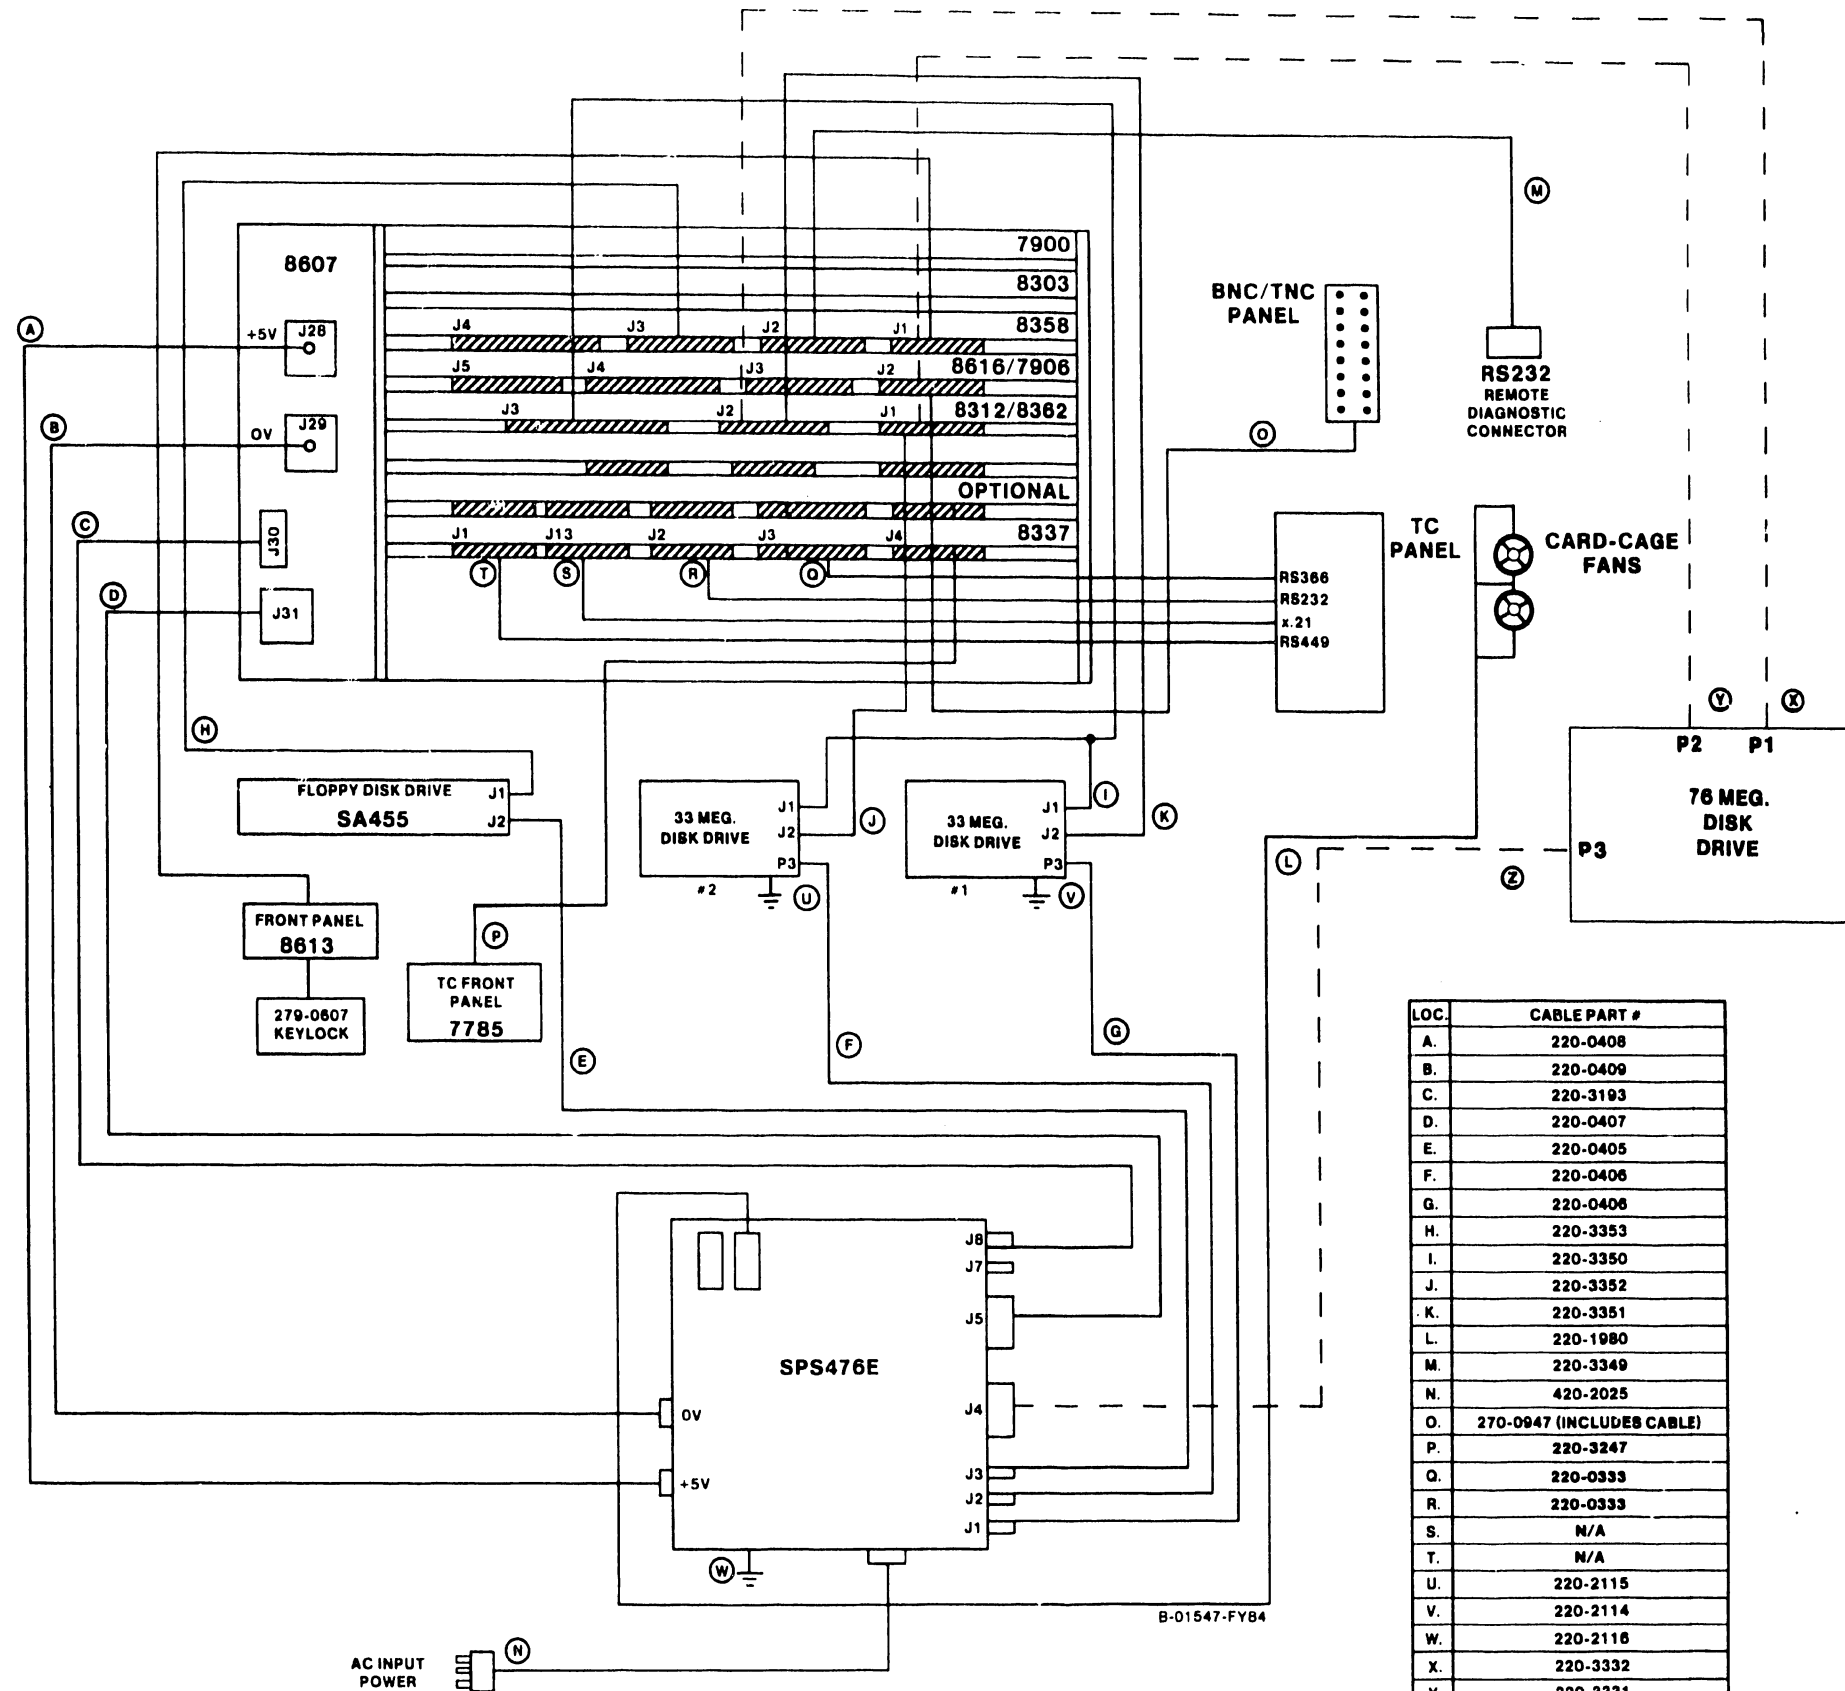 M
7900
8607
8303
BNC/TNC
PANEL
A
+5V
J28
J4
J3
J2
J1
8358
J5
J4
J3
J2
8616/7906
RS232
REMOTE
DIAGNOSTIC
CONNECTOR
B
0V
J29
J3
J2
J1
8312/8362
O
OPTIONAL
C
J30
J1
J13
J2
J3
J4
8337
TC
PANEL
CARD-CAGE
FANS
T
S
R
Q
RS366
RS232
x.21
RS449
D
J31
H
Y
X
P2
P1
FLOPPY DISK DRIVE
SA455
J1
J2
33 MEG.
DISK DRIVE
J1
J2
P3
#2
J
U
33 MEG.
DISK DRIVE
J1
J2
P3
#1
I
K
V
L
76 MEG.
DISK
DRIVE
P3
Z
FRONT PANEL
8613
279-0607
KEYLOCK
P
TC FRONT
PANEL
7785
E
F
G
LOC. CABLE PART #
A. 220-0408
B. 220-0409
C. 220-3193
D. 220-0407
E. 220-0405
F. 220-0406
G. 220-0406
H. 220-3353
I. 220-3350
J. 220-3352
K. 220-3351
L. 220-1980
M. 220-3349
N. 420-2025
O. 270-0947 (INCLUDES CABLE)
P. 220-3247
Q. 220-0333
R. 220-0333
S. N/A
T. N/A
U. 220-2115
V. 220-2114
W. 220-2116
X. 220-3332
J8
J7
J5
SPS476E
J4
0V
+5V
J3
J2
J1
W
B-01547-FY84
AC INPUT
POWER
N